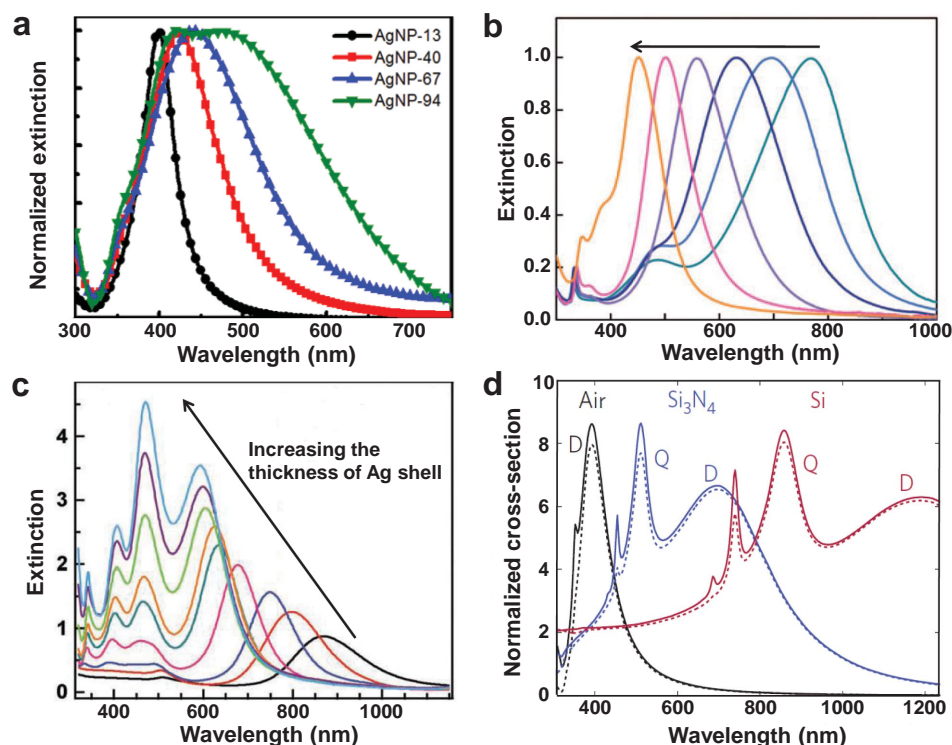 a
AgNP-13
AgNP-40
AgNP-67
AgNP-94
Normalized extinction
300 400 500 600 700
Wavelength (nm)
b
1.0
0.8
0.6
0.4
0.2
0.0
Extinction
400 600 800 1000
Wavelength (nm)
c
4
3
2
1
0
Extinction
Increasing the
thickness of Ag shell
400 600 800 1000
Wavelength (nm)
d
10
8
6
4
2
0
Normalized cross-section
Air Si3N4 Si
D Q D Q D
400 600 800 1000 1200
Wavelength (nm)